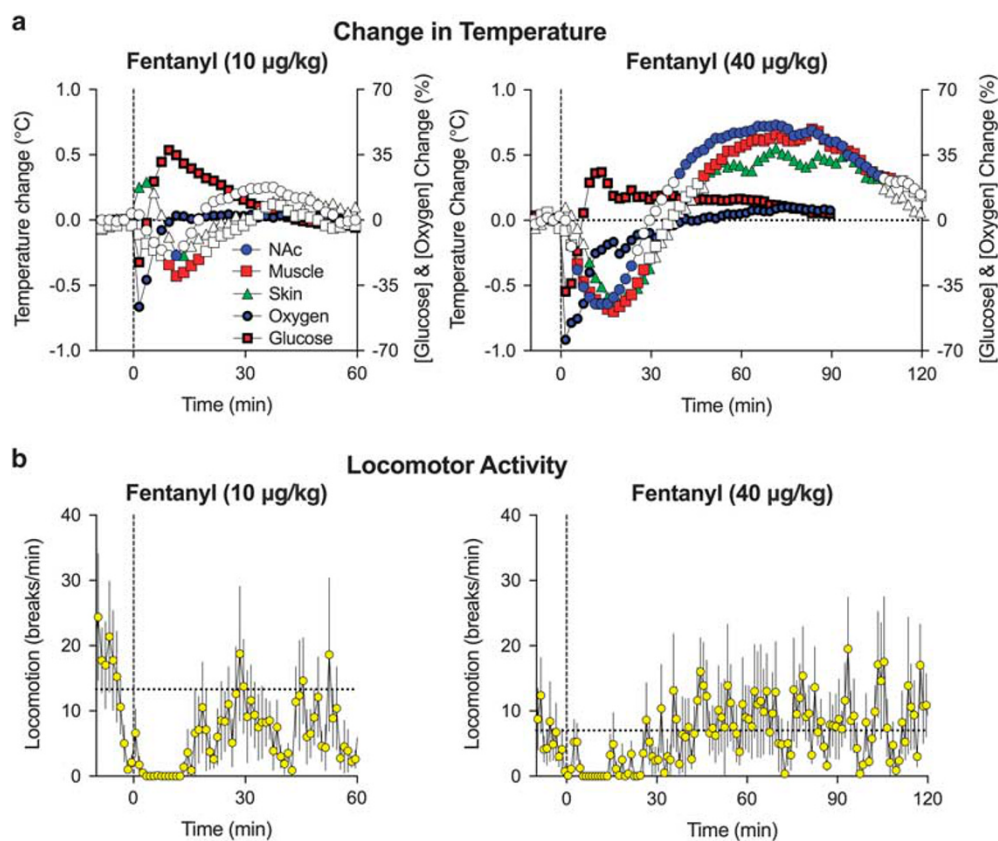 a
Change in Temperature
Fentanyl (10 µg/kg)
Fentanyl (40 µg/kg)
Temperature change (°C)
1.0
0.5
0.0
-0.5
-1.0
70
35
0
-35
-70
[Glucose] & [Oxygen] Change (%)
NAc
Muscle
Skin
Oxygen
Glucose
0
30
60
Time (min)
Temperature change (°C)
1.0
0.5
0.0
-0.5
-1.0
70
35
0
-35
-70
[Glucose] & [Oxygen] Change (%)
0
30
60
90
120
Time (min)
b
Locomotor Activity
Fentanyl (10 µg/kg)
Fentanyl (40 µg/kg)
Locomotion (breaks/min)
40
30
20
10
0
0
30
60
Time (min)
Locomotion (breaks/min)
40
30
20
10
0
0
30
60
90
120
Time (min)